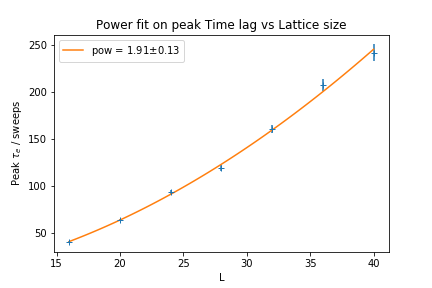 Power fit on peak Time lag vs Lattice size
pow = 1.91±0.13
250
200
150
100
50
Peak τₑ / sweeps
15
20
25
30
35
40
L